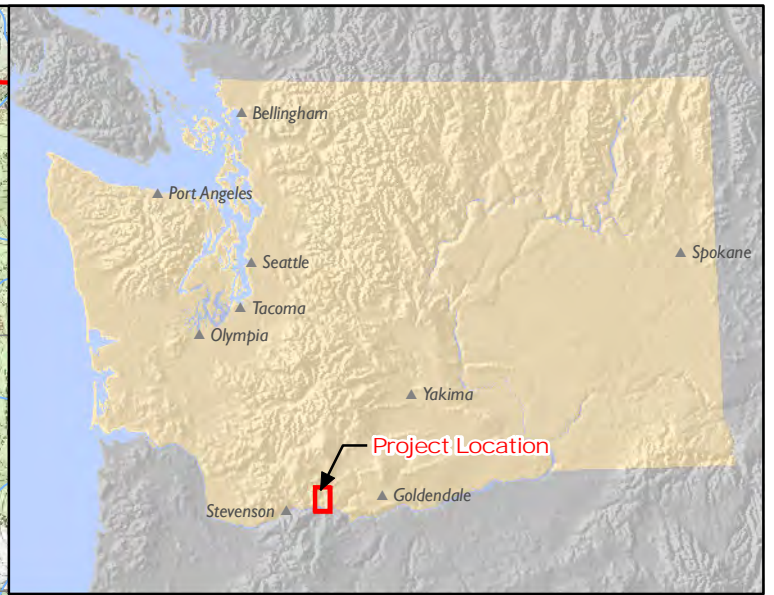 Bellingham
Port Angeles
Seattle
Spokane
Tacoma
Olympia
Yakima
Project Location
Goldendale
Stevenson